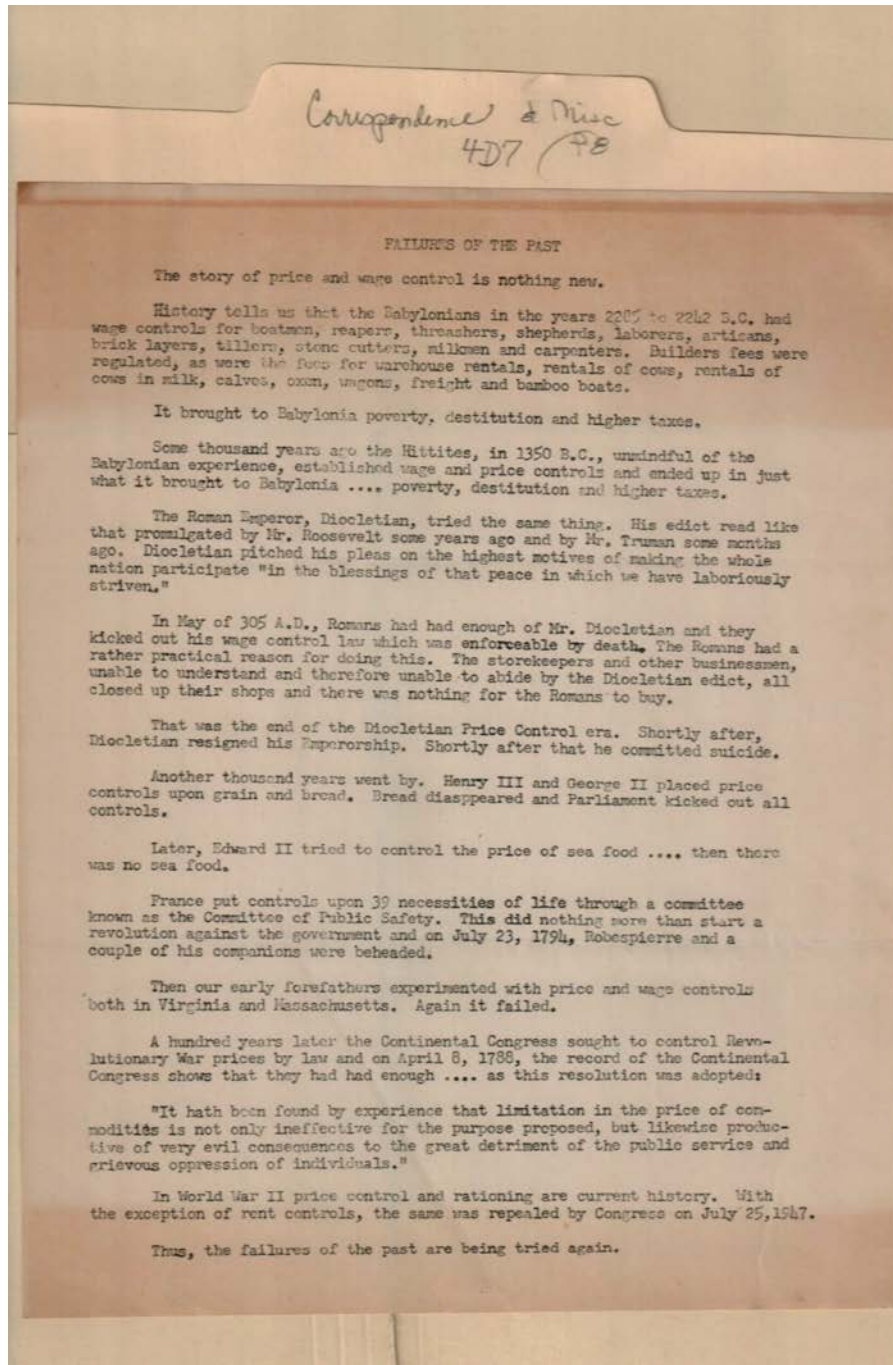 Correspondence & Misc
4D7
FAILURES OF THE PAST
The story of price and wage control is nothing new.
History tells us that the Babylonians in the years 2285 to 2242 B.C. had
wage controls for boatmen, reapers, threashers, shepherds, laborers, artisans,
brick layers, tillers, stone cutters, milkmen and carpenters. Builders fees were
regulated, as were the fees for warehouse rentals, rentals of cows, rentals of
cows in milk, calves, oxen, wagons, freight and bamboo boats.
It brought to Babylonia poverty, destitution and higher taxes.
Some thousand years ago the Hittites, in 1350 B.C., unmindful of the
Babylonian experience, established wage and price controls and ended up in just
what it brought to Babylonia .... poverty, destitution and higher taxes.
The Roman Emperor, Diocletian, tried the same thing. His edict read like
that promulgated by Mr. Roosevelt some years ago and by Mr. Truman some months
ago. Diocletian pitched his pleas on the highest motives of making the whole
nation participate "in the blessings of that peace in which we have laboriously
striven."
In May of 305 A.D., Romans had had enough of Mr. Diocletian and they
kicked out his wage control law which was enforceable by death. The Romans had a
rather practical reason for doing this. The storekeepers and other businessmen,
unable to understand and therefore unable to abide by the Diocletian edict, all
closed up their shops and there was nothing for the Romans to buy.
That was the end of the Diocletian Price Control era. Shortly after,
Diocletian resigned his Emperorship. Shortly after that he committed suicide.
Another thousand years went by. Henry III and George II placed price
controls upon grain and bread. Bread diasppeared and Parliament kicked out all
controls.
Later, Edward II tried to control the price of sea food .... then there
was no sea food.
France put controls upon 39 necessities of life through a committee
known as the Committee of Public Safety. This did nothing more than start a
revolution against the government and on July 23, 1794, Robespierre and a
couple of his companions were beheaded.
Then our early forefathers experimented with price and wage controls
both in Virginia and Massachusetts. Again it failed.
A hundred years later the Continental Congress sought to control Revo-
lutionary War prices by law and on April 8, 1788, the record of the Continental
Congress shows that they had had enough .... as this resolution was adopted:
"It hath been found by experience that limitation in the price of com-
modities is not only ineffective for the purpose proposed, but likewise produc-
tive of very evil consequences to the great detriment of the public service and
grievous oppression of individuals."
In World War II price control and rationing are current history. With
the exception of rent controls, the same was repealed by Congress on July 25,1947.
Thus, the failures of the past are being tried again.